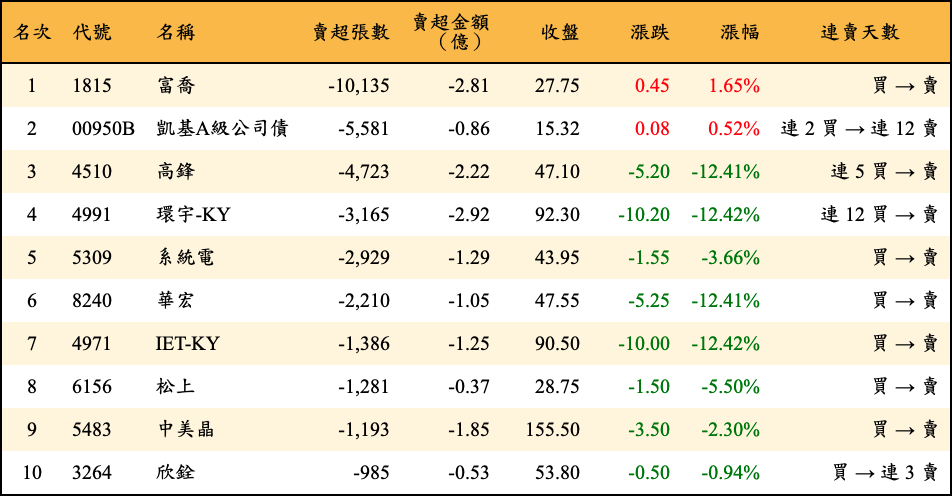 名次 代號 名稱 賣超張數 賣超金額（億） 收盤 漲跌 漲幅 連賣天數
1 1815 富喬 -10,135 -2.81 27.75 0.45 1.65% 買 → 賣
2 00950B 凱基A級公司債 -5,581 -0.86 15.32 0.08 0.52% 連 2 買 → 連 12 賣
3 4510 高鋒 -4,723 -2.22 47.10 -5.20 -12.41% 連 5 買 → 賣
4 4991 環宇-KY -3,165 -2.92 92.30 -10.20 -12.42% 連 12 買 → 賣
5 5309 系統電 -2,929 -1.29 43.95 -1.55 -3.66% 買 → 賣
6 8240 華宏 -2,210 -1.05 47.55 -5.25 -12.41% 買 → 賣
7 4971 IET-KY -1,386 -1.25 90.50 -10.00 -12.42% 買 → 賣
8 6156 松上 -1,281 -0.37 28.75 -1.50 -5.50% 買 → 賣
9 5483 中美晶 -1,193 -1.85 155.50 -3.50 -2.30% 買 → 賣
10 3264 欣銓 -985 -0.53 53.80 -0.50 -0.94% 買 → 連 3 賣